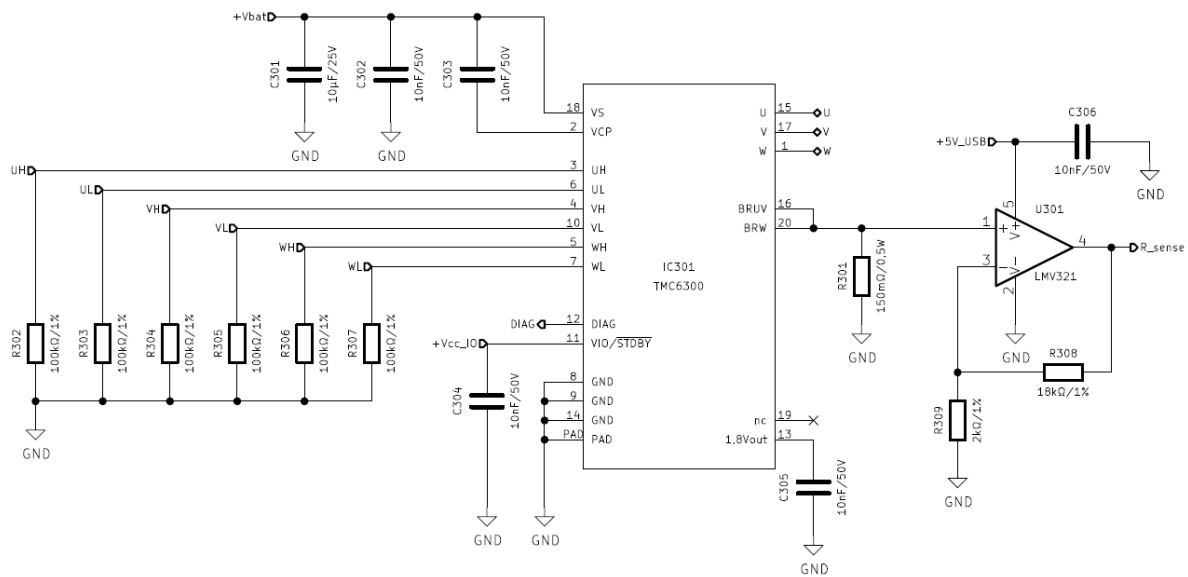 +Vbat
C301
10µF/25V
C302
10nF/50V
C303
10nF/50V
GND
GND
18 VS
2 VCP
3 UH
6 UL
4 VH
10 VL
5 WH
7 WL
12 DIAG
11 VIO/STDBY
8 GND
9 GND
14 GND
PAD PAD
IC301
TMC6300
U 15 U
V 17 V
W 1 W
BRUV 16
BRW 20
nc 19
1,8Vout 13
UH
UL
VH
VL
WH
WL
R302
100kΩ/1%
R303
100kΩ/1%
R304
100kΩ/1%
R305
100kΩ/1%
R306
100kΩ/1%
R307
100kΩ/1%
GND
DIAG
+Vcc_IO
C304
10nF/50V
GND
GND
C305
10nF/50V
GND
R301
150mΩ/0,5W
GND
+5V_USB
C306
10nF/50V
GND
U301
LMV321
1 +
3 -
5 V+
2 V-
4
R_sense
GND
R308
18kΩ/1%
R309
2kΩ/1%
GND